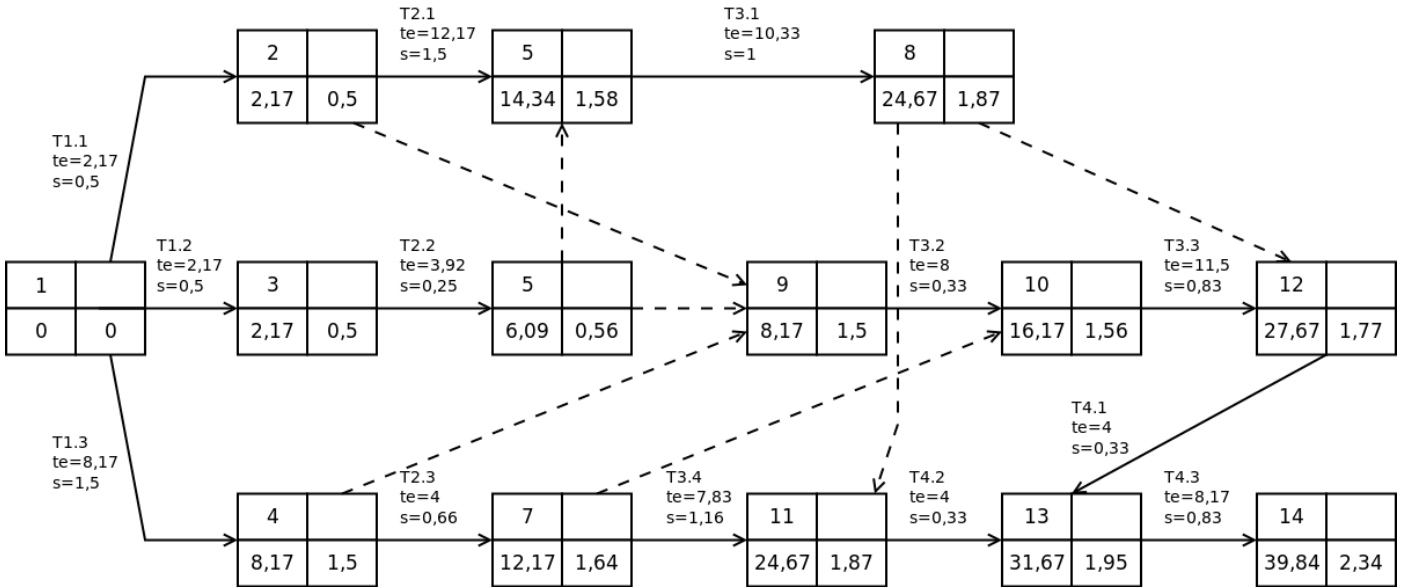 T2.1
te=12,17
s=1,5
T3.1
te=10,33
s=1
2
2,17 0,5
5
14,34 1,58
8
24,67 1,87
T1.1
te=2,17
s=0,5
T1.2
te=2,17
s=0,5
T2.2
te=3,92
s=0,25
T3.2
te=8
s=0,33
T3.3
te=11,5
s=0,83
1
0 0
3
2,17 0,5
5
6,09 0,56
9
8,17 1,5
10
16,17 1,56
12
27,67 1,77
T1.3
te=8,17
s=1,5
T4.1
te=4
s=0,33
T2.3
te=4
s=0,66
T3.4
te=7,83
s=1,16
T4.2
te=4
s=0,33
T4.3
te=8,17
s=0,83
4
8,17 1,5
7
12,17 1,64
11
24,67 1,87
13
31,67 1,95
14
39,84 2,34